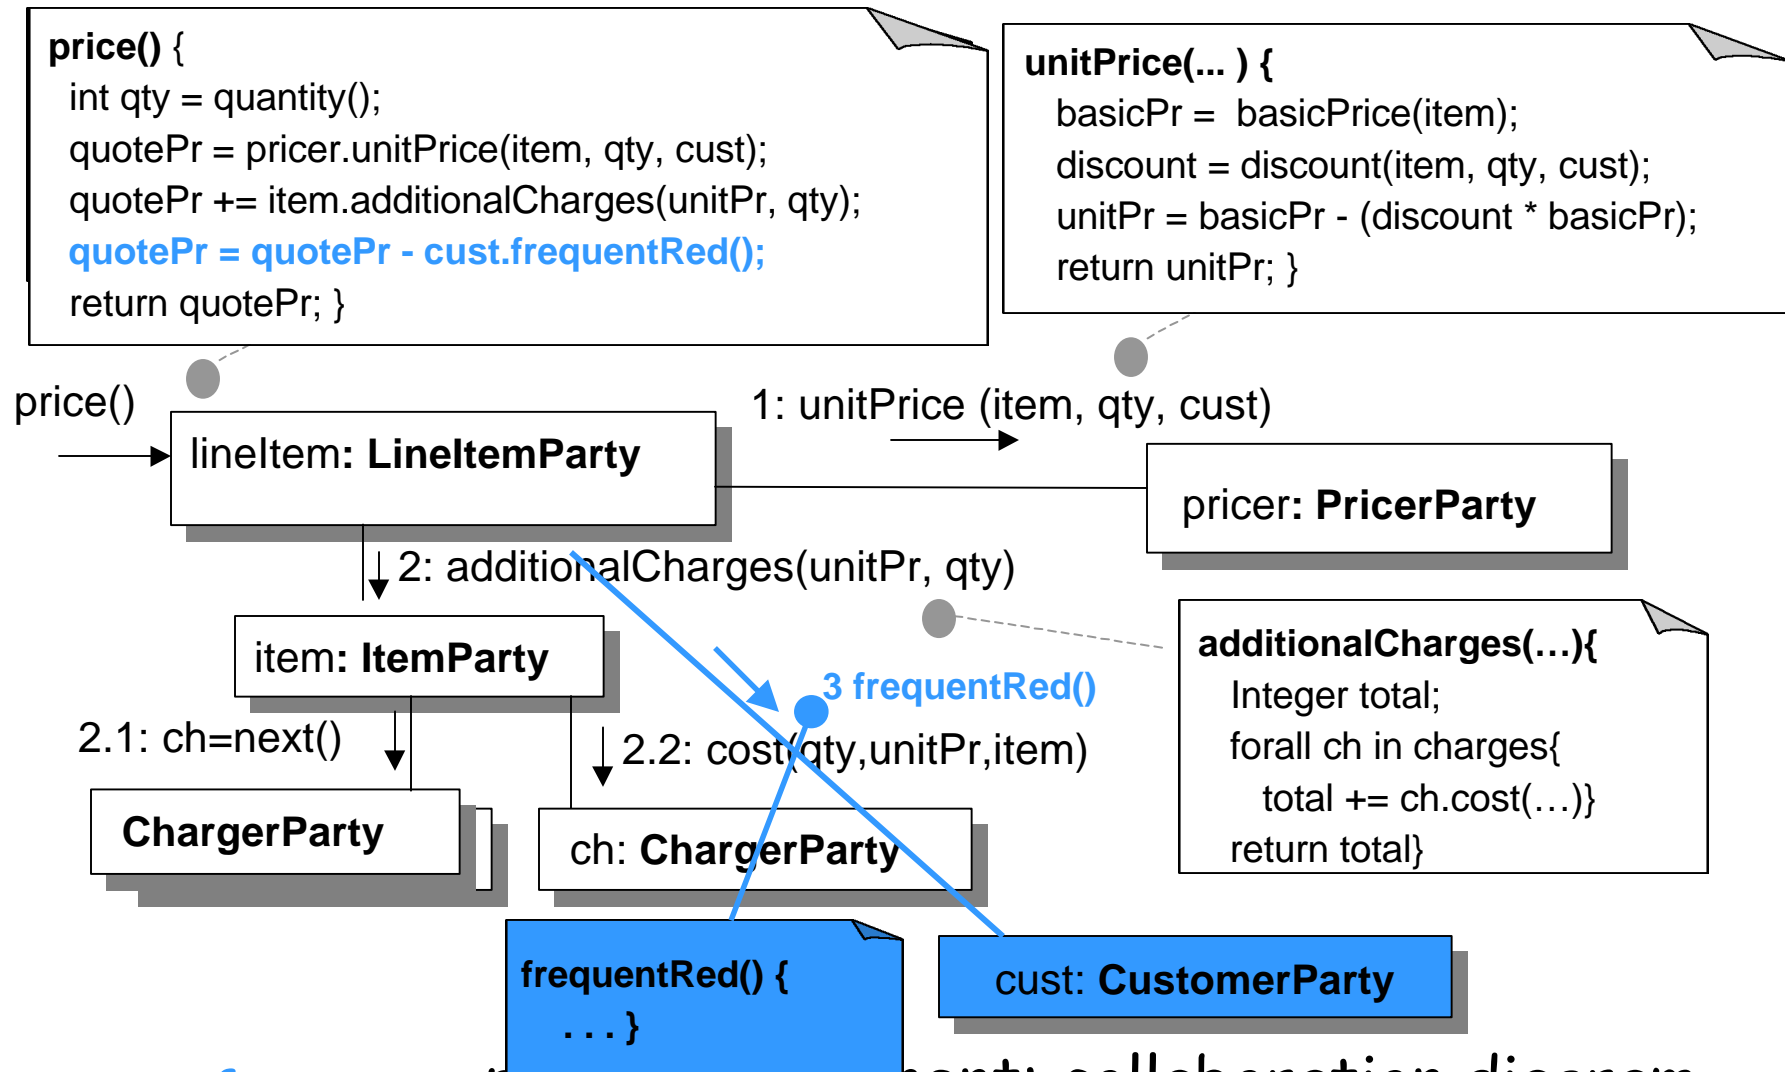 price() {
int qty = quantity();
quotePr = pricer.unitPrice(item, qty, cust);
quotePr += item.additionalCharges(unitPr, qty);
quotePr = quotePr - cust.frequentRed();
return quotePr; }
unitPrice(... ) {
basicPr =  basicPrice(item);
discount = discount(item, qty, cust);
unitPr = basicPr - (discount * basicPr);
return unitPr; }
price()
1: unitPrice (item, qty, cust)
lineItem: LineItemParty
pricer: PricerParty
2: additionalCharges(unitPr, qty)
item: ItemParty
additionalCharges(…){
Integer total;
forall ch in charges{
total += ch.cost(…)}
return total}
3 frequentRed()
2.1: ch=next()
2.2: cost(qty,unitPr,item)
ChargerParty
ch: ChargerParty
frequentRed() {
. . . }
cust: CustomerParty
collaboration diagram